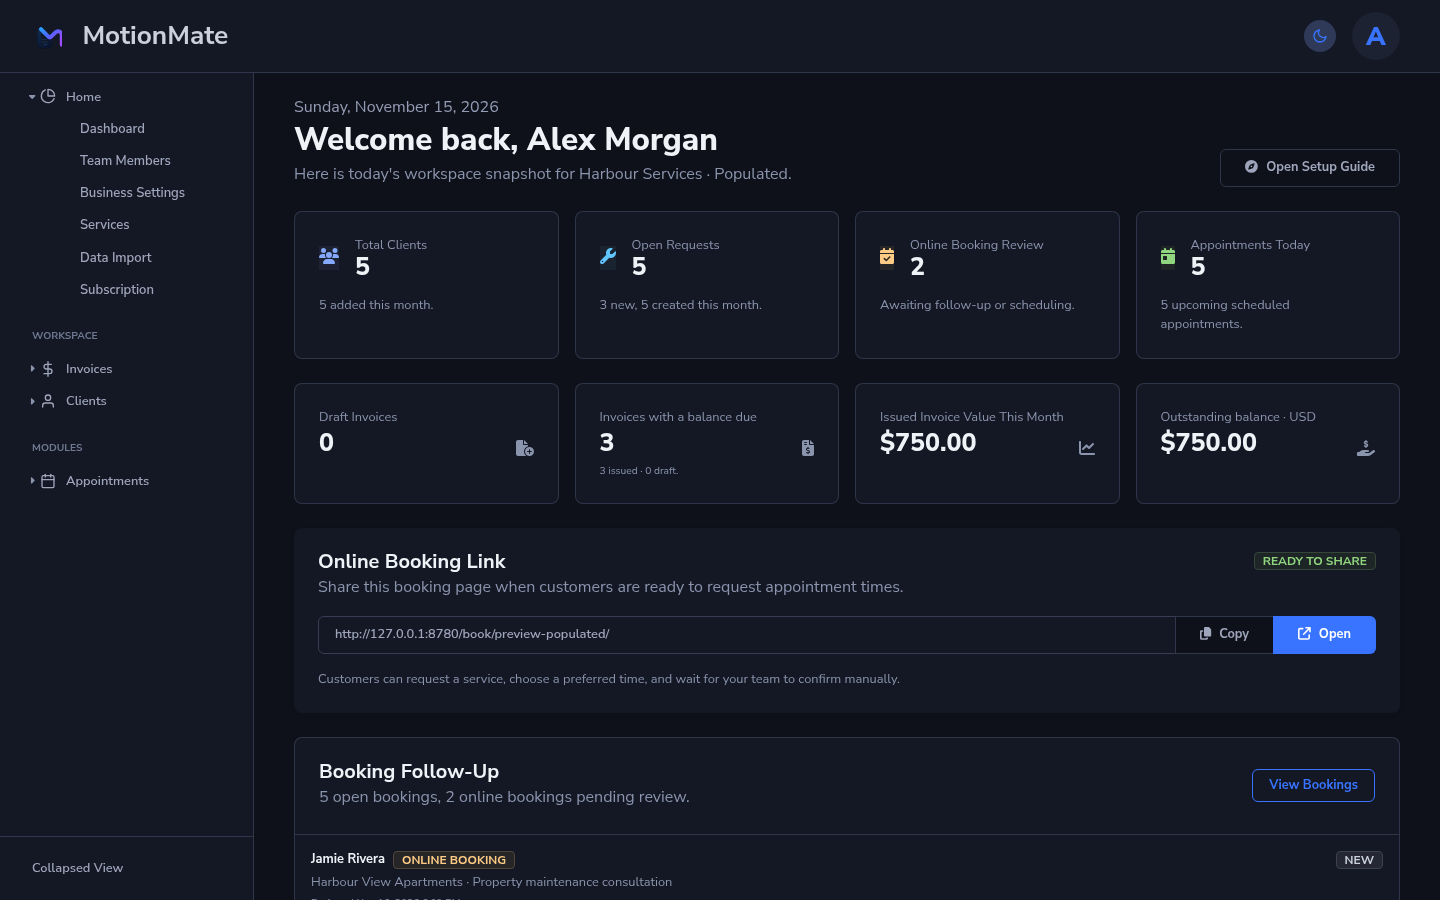 MotionMate
A
Home
Dashboard
Team Members
Business Settings
Services
Data Import
Subscription
WORKSPACE
Invoices
Clients
MODULES
Appointments
Collapsed View
Sunday, November 15, 2026
Welcome back, Alex Morgan
Here is today's workspace snapshot for Harbour Services · Populated.
Open Setup Guide
Total Clients
5
5 added this month.
Open Requests
5
3 new, 5 created this month.
Online Booking Review
2
Awaiting follow-up or scheduling.
Appointments Today
5
5 upcoming scheduled
appointments.
Draft Invoices
0
Invoices with a balance due
3
3 issued · 0 draft.
Issued Invoice Value This Month
$750.00
Outstanding balance · USD
$750.00
Online Booking Link
READY TO SHARE
Share this booking page when customers are ready to request appointment times.
http://127.0.0.1:8780/book/preview-populated/
Copy
Open
Customers can request a service, choose a preferred time, and wait for your team to confirm manually.
Booking Follow-Up
5 open bookings, 2 online bookings pending review.
View Bookings
Jamie Rivera ONLINE BOOKING
NEW
Harbour View Apartments · Property maintenance consultation